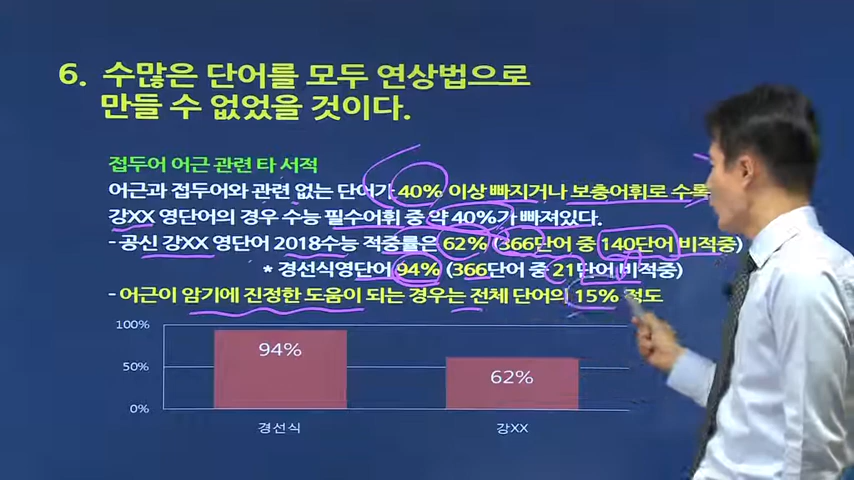 6. 수많은 단어를 모두 연상법으로
만들 수 없었을 것이다.
접두어 어근 관련 타 서적
어근과 접두어와 관련 없는 단어가 40% 이상 빠지거나 보충어휘로 수록
강XX 영단어의 경우 수능 필수어휘 중 약 40%가 빠져있다.
- 공신 강XX 영단어 2018수능 적중률은 62% (366단어 중 140단어 비적중)
* 경선식영단어 94% (366단어 중 21단어 비적중)
- 어근이 암기에 진정한 도움이 되는 경우는 전체 단어의 15% 정도
100%
94%
50%
62%
0%
경선식
강XX